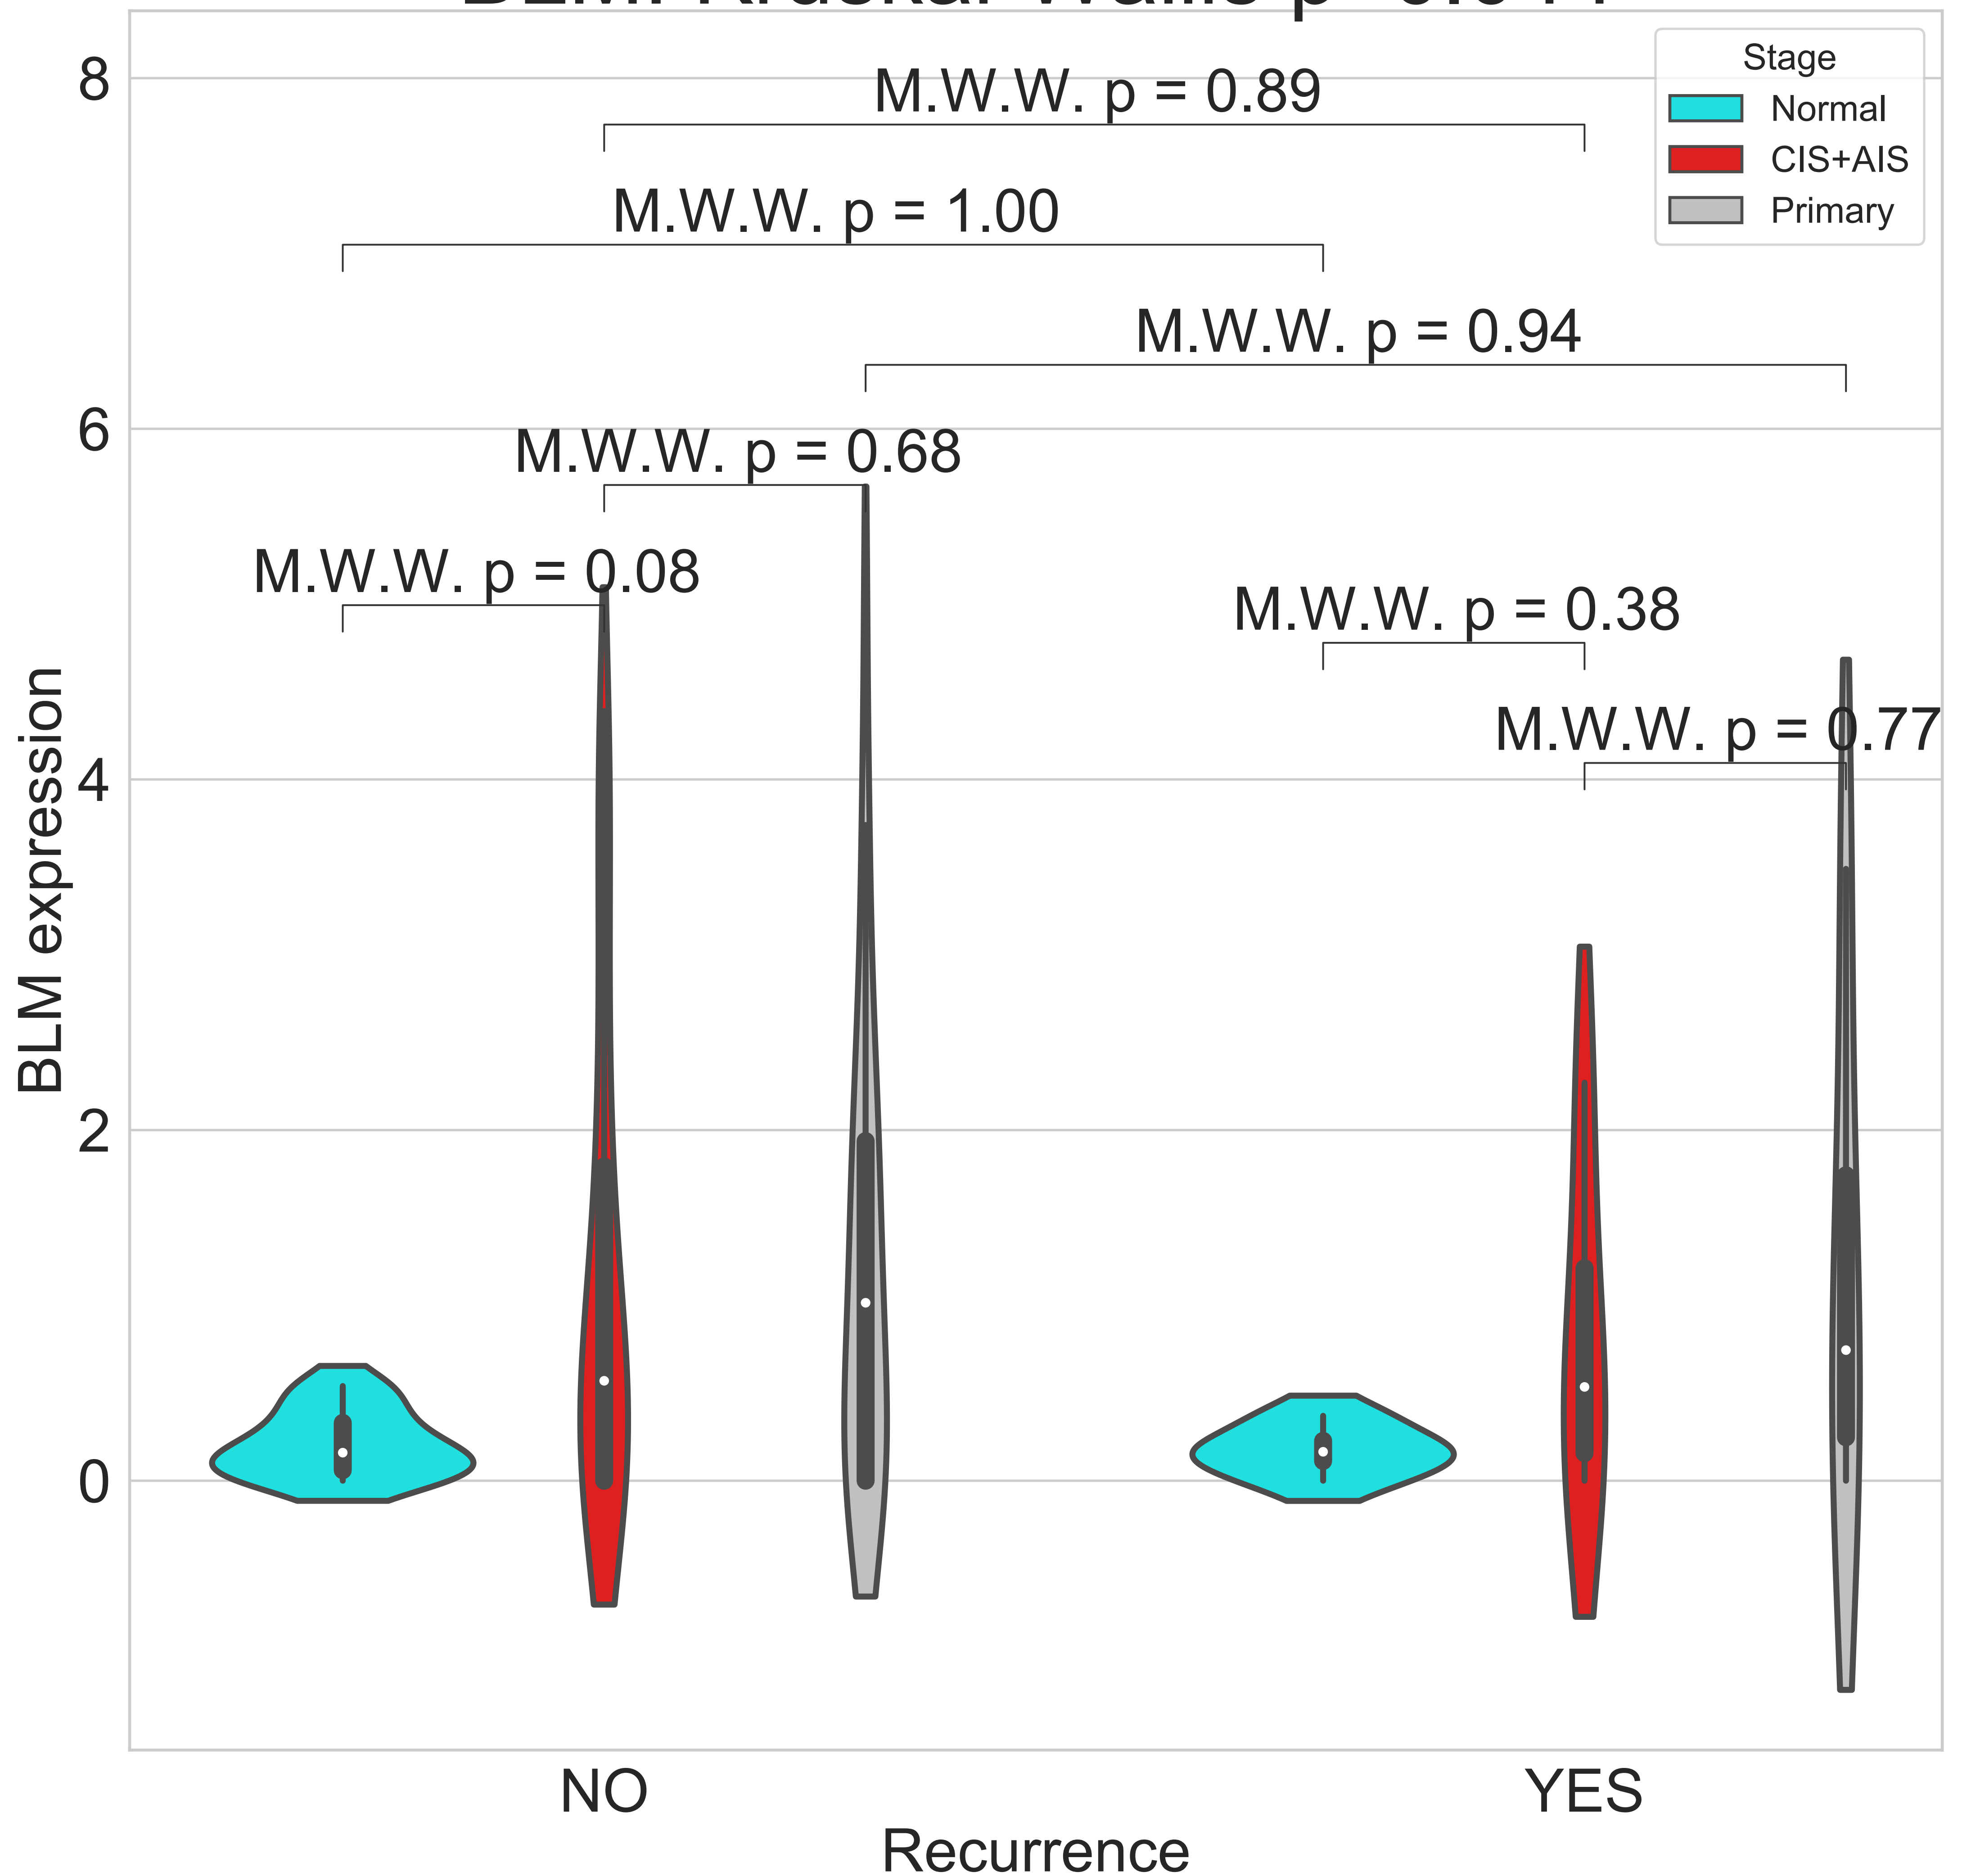 Stage
Normal
CIS+AIS
Primary
8
M.W.W. p = 0.89
M.W.W. p = 1.00
M.W.W. p = 0.94
6
M.W.W. p = 0.68
M.W.W. p = 0.08
M.W.W. p = 0.38
M.W.W. p = 0.77
4
BLM expression
2
0
NO
YES
Recurrence